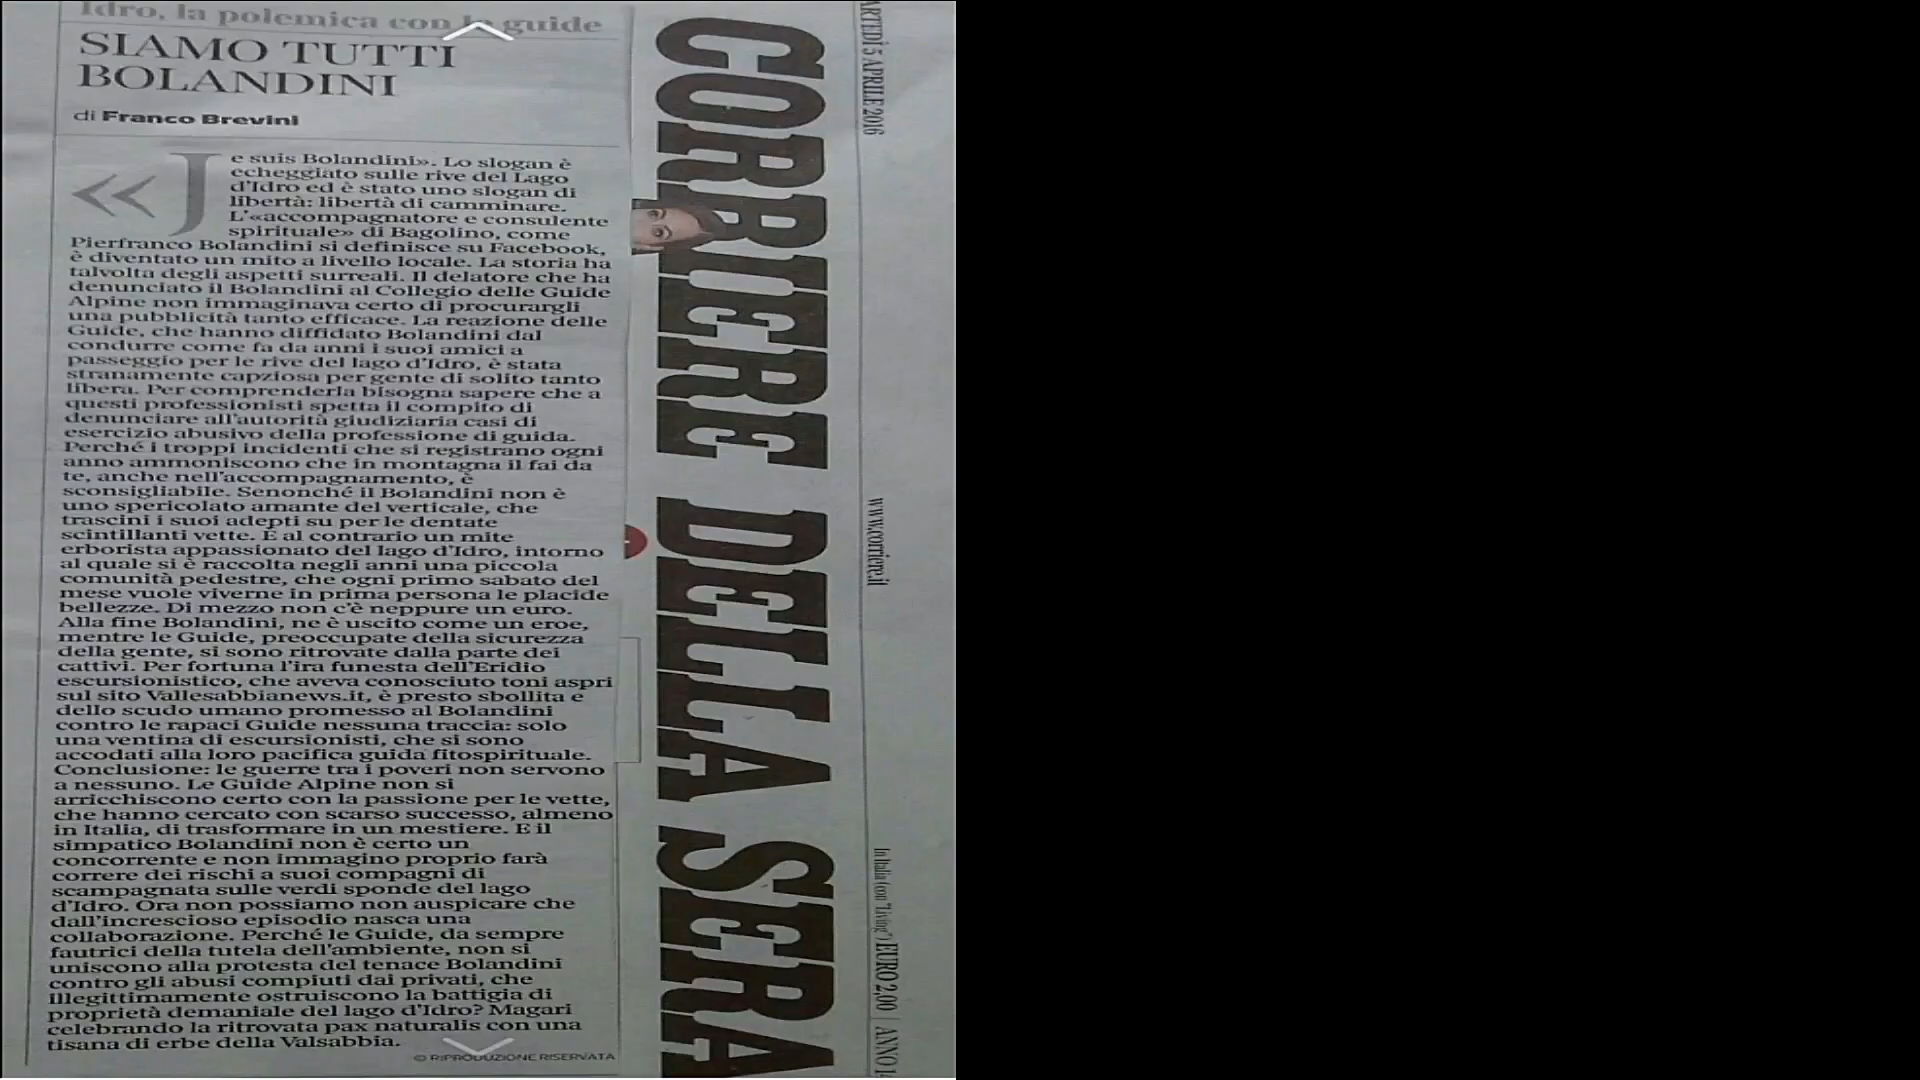 Idro, la polemica con le guide
SIAMO TUTTI
BOLANDINI
di Franco Brevini
«Je suis Bolandini». Lo slogan è
echeggiato sulle rive del Lago
d'Idro ed è stato uno slogan di
libertà: libertà di camminare.
L'«accompagnatore e consulente
spirituale» di Bagolino, come
Pierfranco Bolandini si definisce su Facebook,
è diventato un mito a livello locale. La storia ha
talvolta degli aspetti surreali. Il delatore che ha
denunciato il Bolandini al Collegio delle Guide
Alpine non immaginava certo di procurargli
una pubblicità tanto efficace. La reazione delle
Guide, che hanno diffidato Bolandini dal
condurre come fa da anni i suoi amici a
passeggio per le rive del lago d'Idro, è stata
stranamente capziosa per gente di solito tanto
libera. Per comprenderla bisogna sapere che a
questi professionisti spetta il compito di
denunciare all'autorità giudiziaria casi di
esercizio abusivo della professione di guida.
Perché i troppi incidenti che si registrano ogni
anno ammoniscono che in montagna il fai da
te, anche nell'accompagnamento, è
sconsigliabile. Senonché il Bolandini non è
uno spericolato amante del verticale, che
trascini i suoi adepti su per le dentate
scintillanti vette. È al contrario un mite
erborista appassionato del lago d'Idro, intorno
al quale si è raccolta negli anni una piccola
comunità pedestre, che ogni primo sabato del
mese vuole viverne in prima persona le placide
bellezze. Di mezzo non c'è neppure un euro.
Alla fine Bolandini, ne è uscito come un eroe,
mentre le Guide, preoccupate della sicurezza
della gente, si sono ritrovate dalla parte dei
cattivi. Per fortuna l'ira funesta dell'Eridio
escursionistico, che aveva conosciuto toni aspri
sul sito Vallesabbianews.it, è presto sbollita e
dello scudo umano promesso al Bolandini
contro le rapaci Guide nessuna traccia: solo
una ventina di escursionisti, che si sono
accodati alla loro pacifica guida fitospirituale.
Conclusione: le guerre tra i poveri non servono
a nessuno. Le Guide Alpine non si
arricchiscono certo con la passione per le vette,
che hanno cercato con scarso successo, almeno
in Italia, di trasformare in un mestiere. E il
simpatico Bolandini non è certo un
concorrente e non immagino proprio farà
correre dei rischi a suoi compagni di
scampagnata sulle verdi sponde del lago
d'Idro. Ora non possiamo non auspicare che
dall'increscioso episodio nasca una
collaborazione. Perché le Guide, da sempre
fautrici della tutela dell'ambiente, non si
uniscono alla protesta del tenace Bolandini
contro gli abusi compiuti dai privati, che
illegittimamente ostruiscono la battigia di
proprietà demaniale del lago d'Idro? Magari
celebrando la ritrovata pax naturalis con una
tisana di erbe della Valsabbia.
© RIPRODUZIONE RISERVATA
CORRIERE DELLA SERA
ARTEDÌ 5 APRILE 2016
www.corriere.it
In Italia (con "Living") EURO 2,00 | ANNO 1